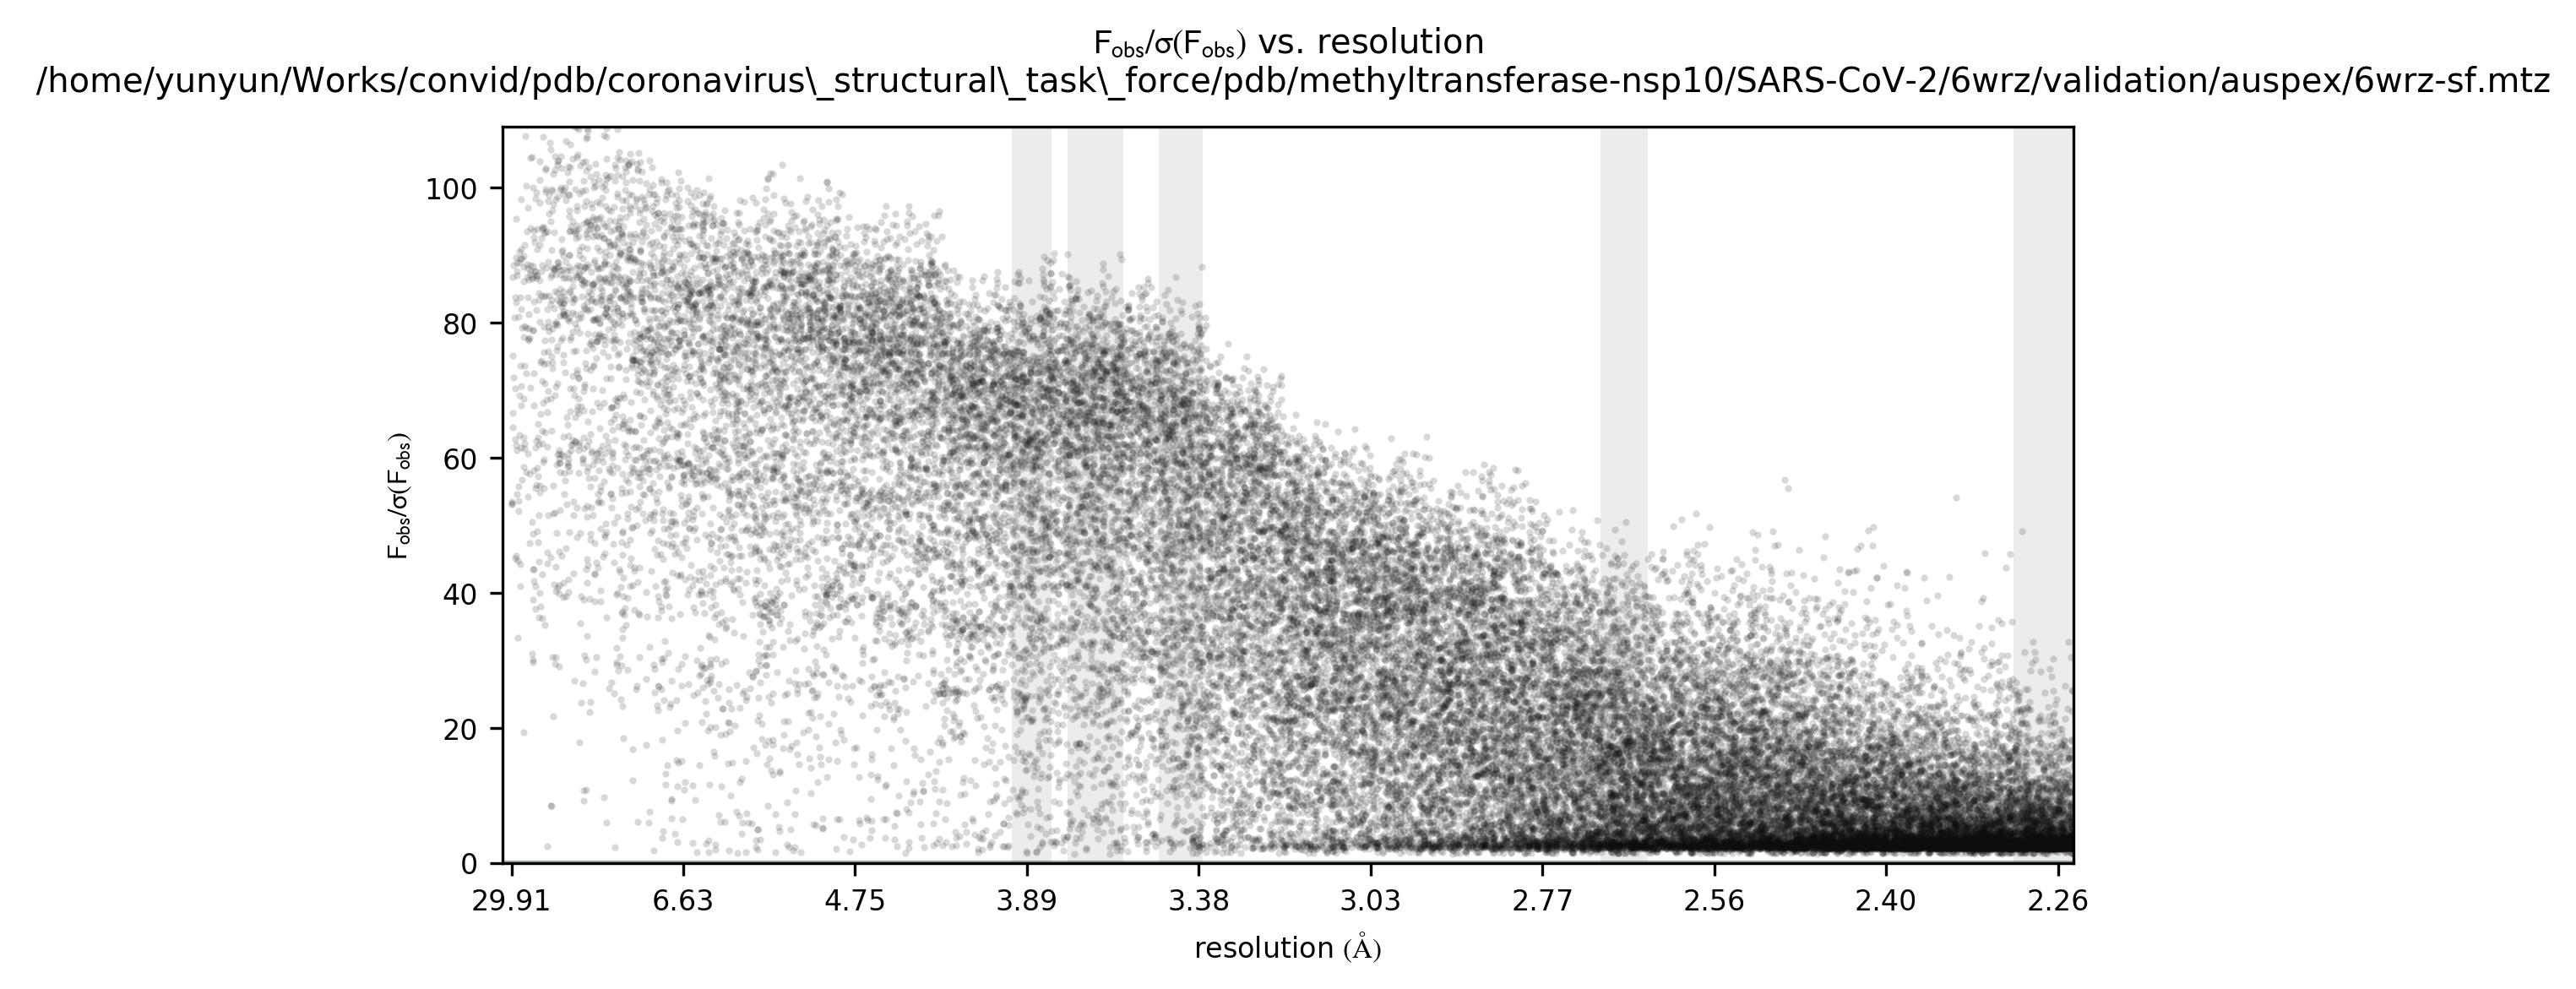 Fobs/σ(Fobs) vs. resolution
/home/yunyun/Works/convid/pdb/coronavirus\_structural\_task\_force/pdb/methyltransferase-nsp10/SARS-CoV-2/6wrz/validation/auspex/6wrz-sf.mtz
100
80
60
40
20
0
Fobs/σ(Fobs)
29.91 6.63 4.75 3.89 3.38 3.03 2.77 2.56 2.40 2.26
resolution (Å)